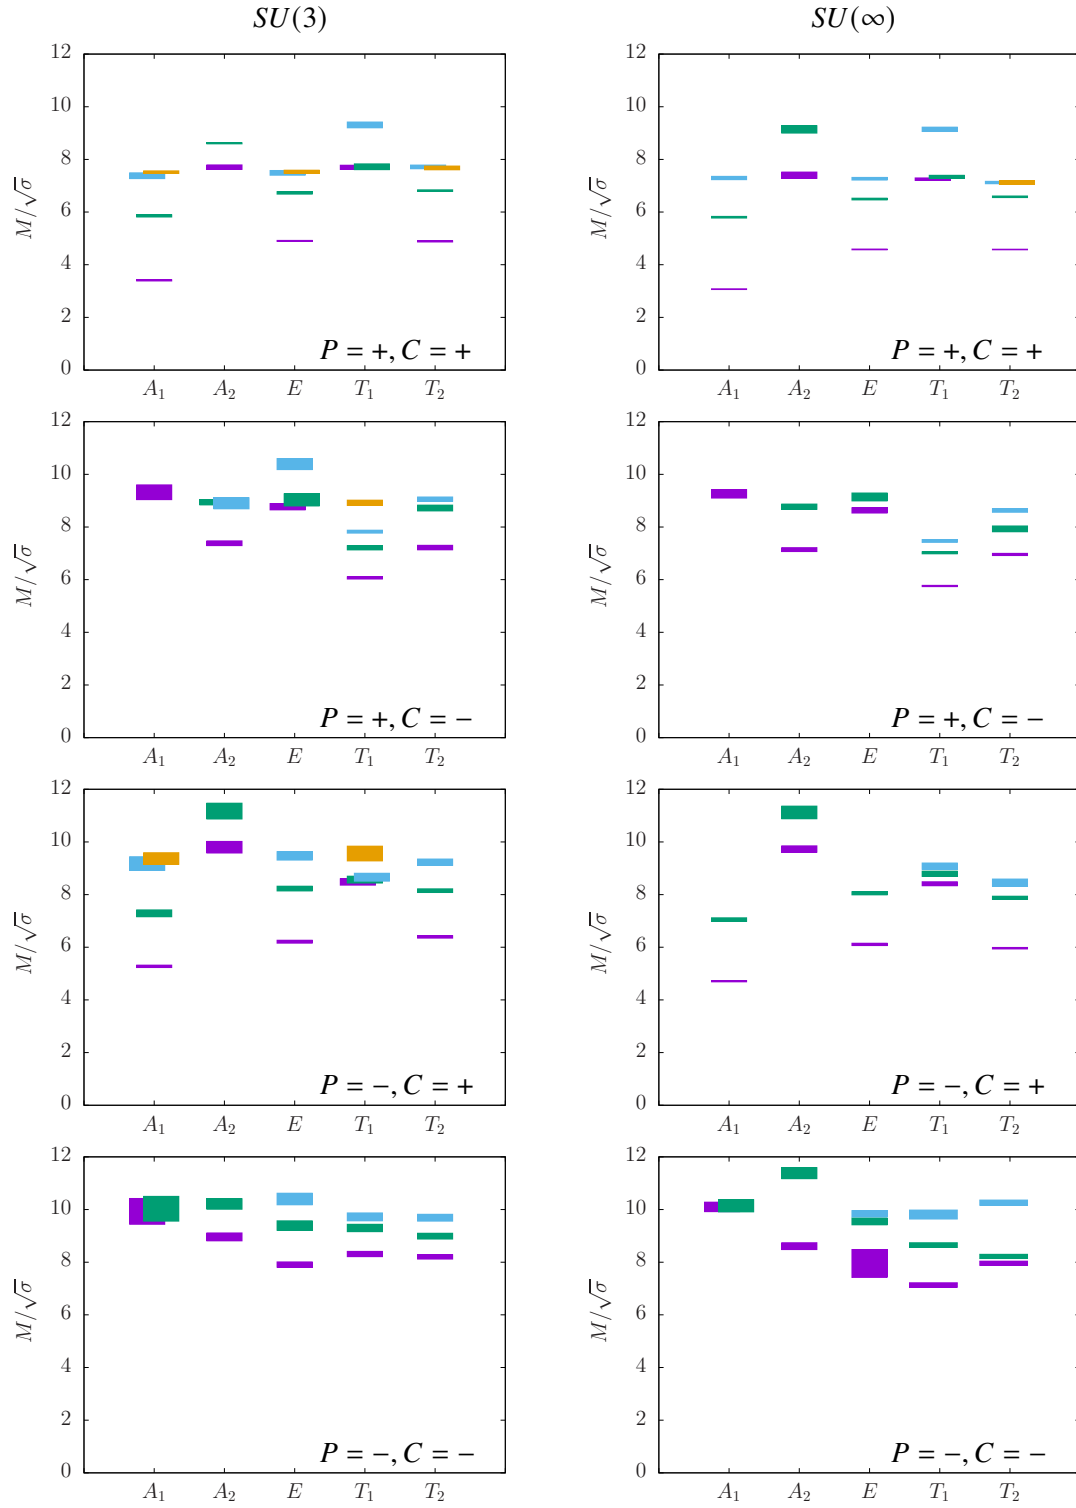 SU(3) SU(∞)
12 12
10 10
8 8
M/√σ 6 M/√σ 6
4 4
2 2
P = +, C = + P = +, C = +
0 0
A₁ A₂ E T₁ T₂ A₁ A₂ E T₁ T₂
12 12
10 10
8 8
M/√σ 6 M/√σ 6
4 4
2 2
P = +, C = − P = +, C = −
0 0
A₁ A₂ E T₁ T₂ A₁ A₂ E T₁ T₂
12 12
10 10
8 8
M/√σ 6 M/√σ 6
4 4
2 2
P = −, C = + P = −, C = +
0 0
A₁ A₂ E T₁ T₂ A₁ A₂ E T₁ T₂
12 12
10 10
8 8
M/√σ 6 M/√σ 6
4 4
2 2
P = −, C = − P = −, C = −
0 0
A₁ A₂ E T₁ T₂ A₁ A₂ E T₁ T₂